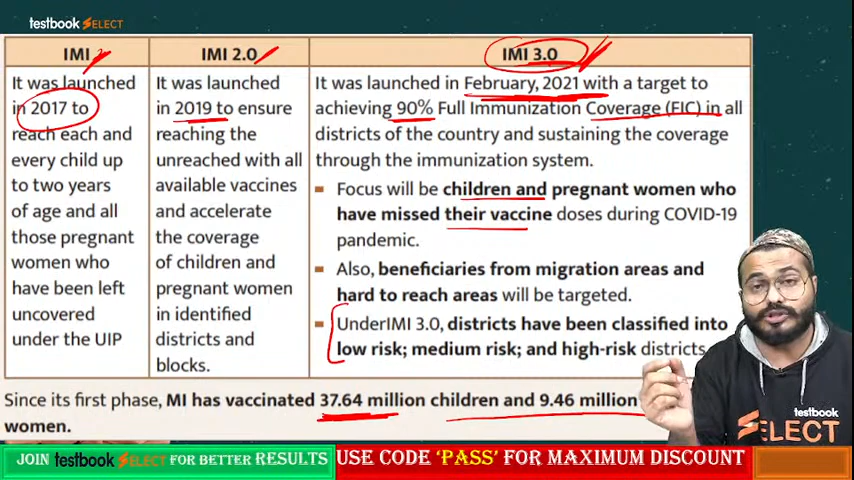 testbook SELECT
IMI
IMI 2.0
IMI 3.0
It was launched
in 2017 to
reach each and
every child up
to two years
of age and all
those pregnant
women who
have been left
uncovered
under the UIP
It was launched
in 2019 to ensure
reaching the
unreached with all
available vaccines
and accelerate
the coverage
of children and
pregnant women
in identified
districts and
blocks.
It was launched in February, 2021 with a target to
achieving 90% Full Immunization Coverage (FIC) in all
districts of the country and sustaining the coverage
through the immunization system.
Focus will be children and pregnant women who
have missed their vaccine doses during COVID-19
pandemic.
Also, beneficiaries from migration areas and
hard to reach areas will be targeted.
UnderIMI 3.0, districts have been classified into
low risk; medium risk; and high-risk districts
Since its first phase, MI has vaccinated 37.64 million children and 9.46 million
women.
testbook
SELECT
JOIN testbook SELECT FOR BETTER RESULTS
USE CODE 'PASS' FOR MAXIMUM DISCOUNT